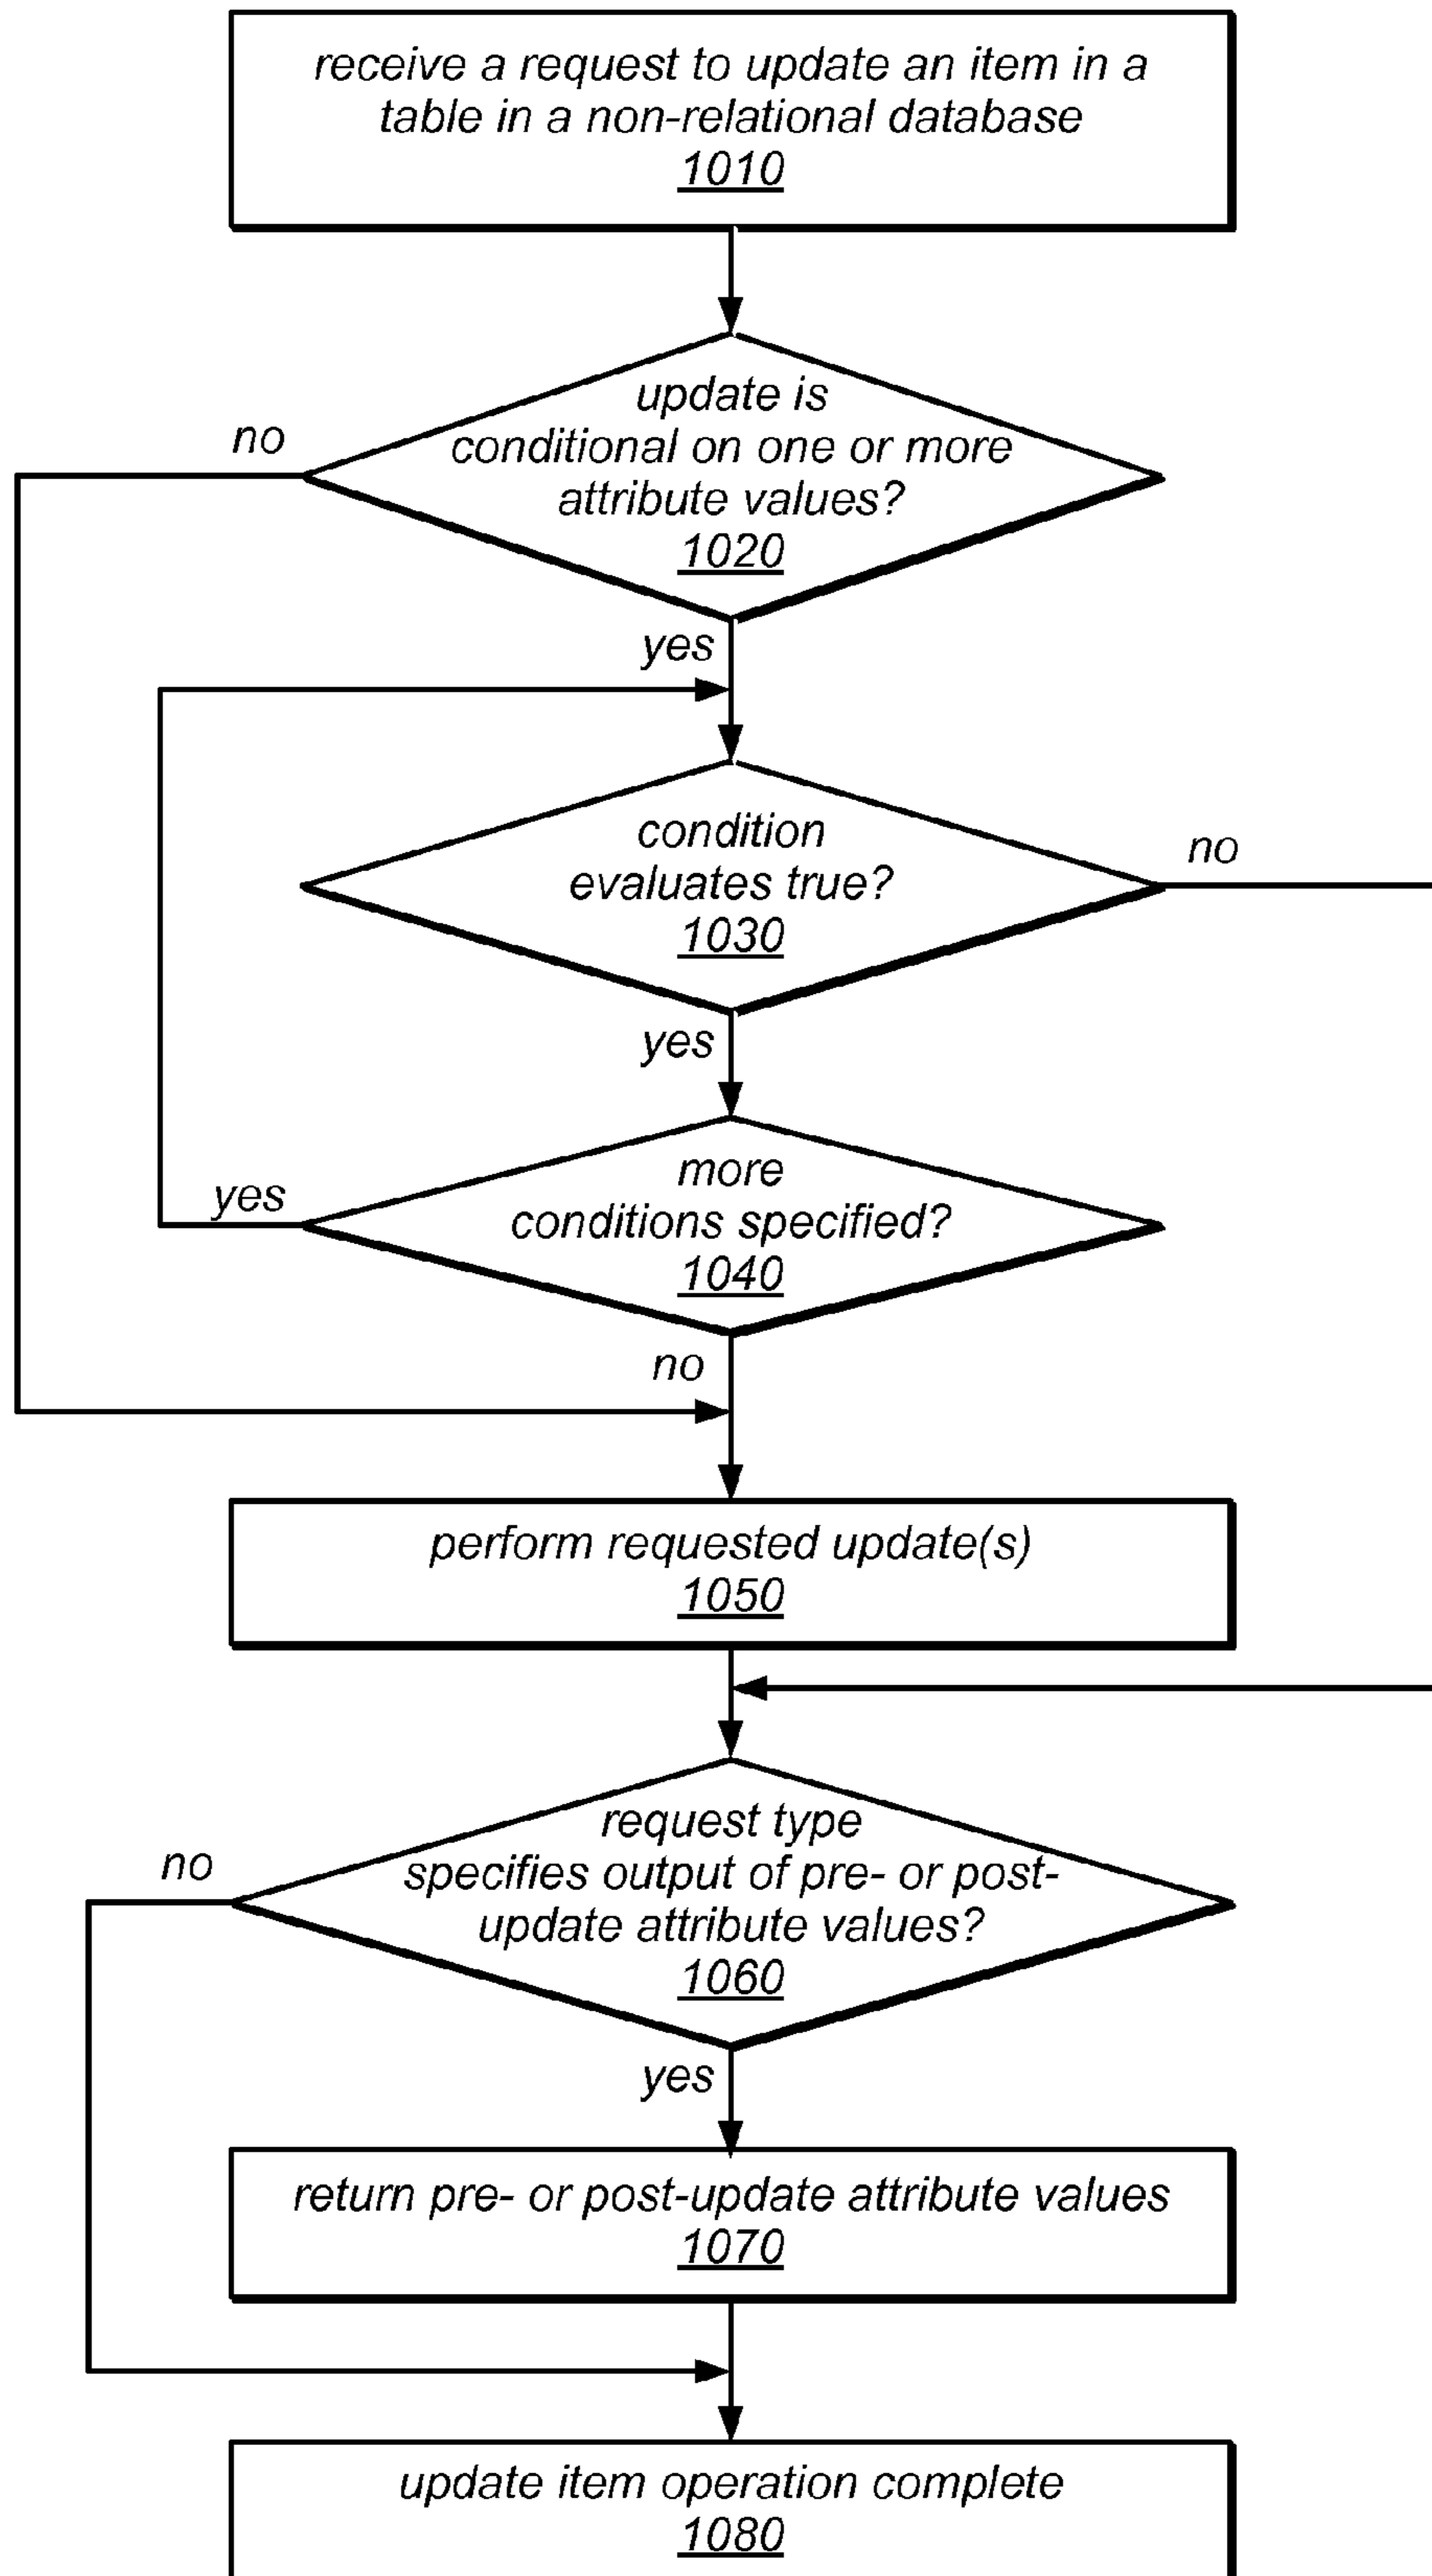 receive a request to update an item in a
table in a non-relational database
1010
update is
conditional on one or more
attribute values?
1020
no
yes
condition
evaluates true?
1030
no
yes
more
conditions specified?
1040
yes
no
perform requested update(s)
1050
request type
specifies output of pre- or post-
update attribute values?
1060
no
yes
return pre- or post-update attribute values
1070
update item operation complete
1080